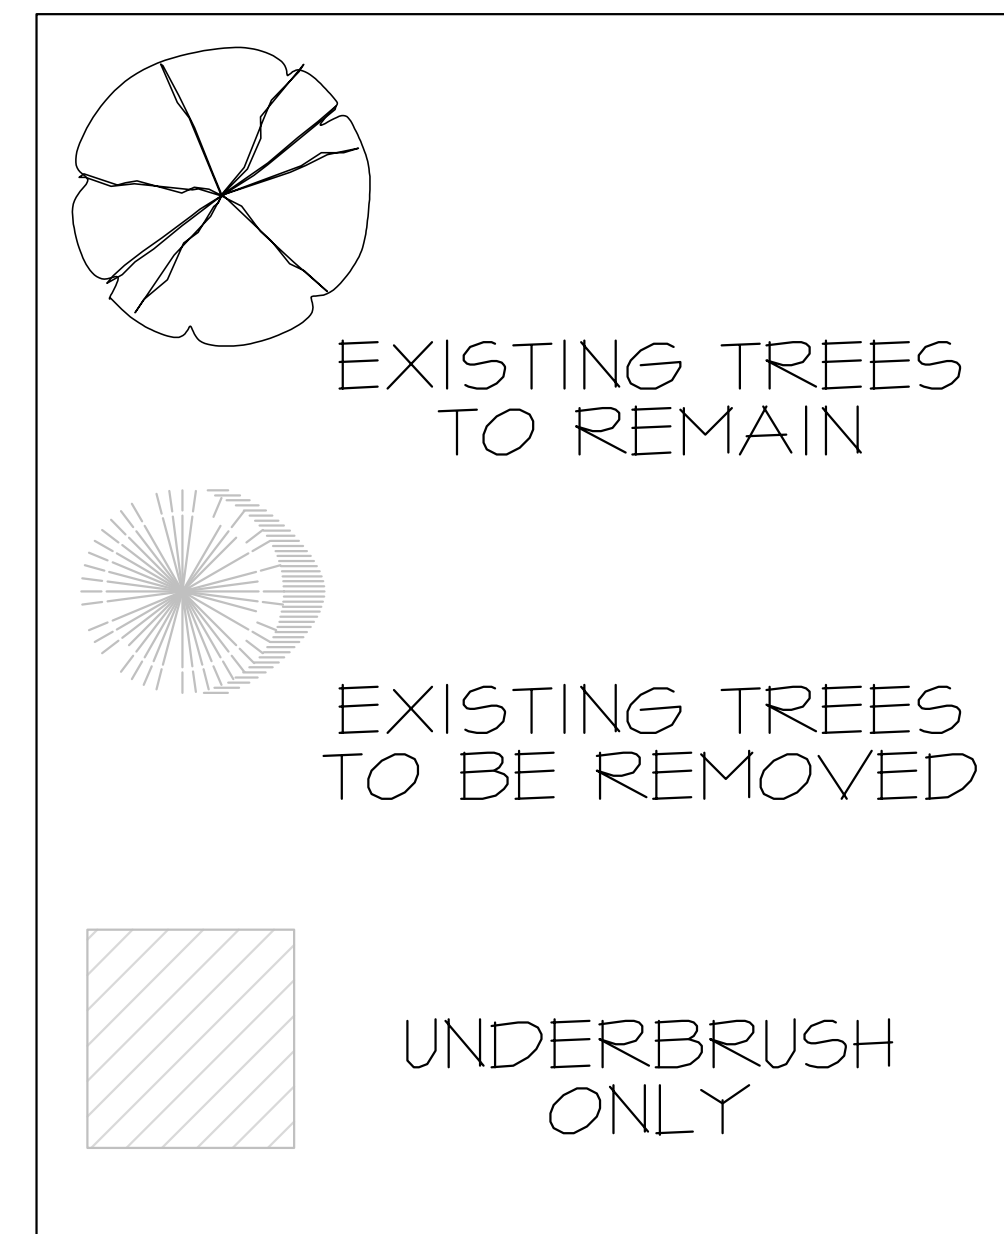 EXISTING TREES
TO REMAIN
EXISTING TREES
TO BE REMOVED
UNDERBRUSH
ONLY